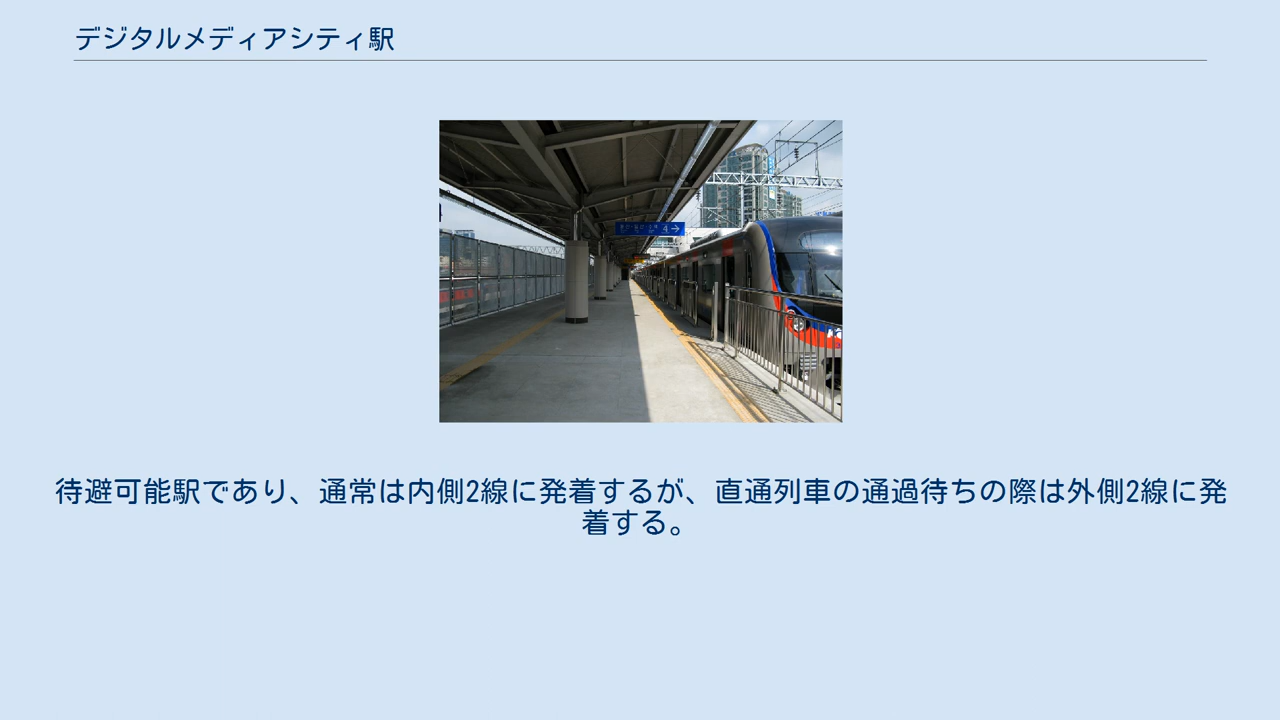 デジタルメディアシティ駅
4→
待避可能駅であり、通常は内側2線に発着するが、直通列車の通過待ちの際は外側2線に発
着する。